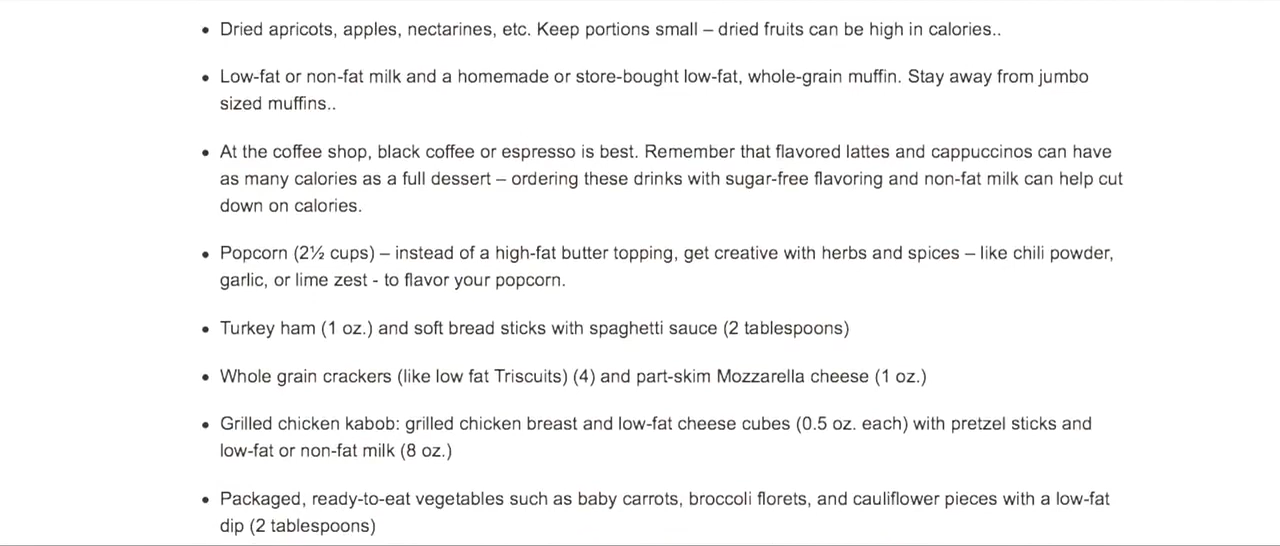 • Dried apricots, apples, nectarines, etc. Keep portions small – dried fruits can be high in calories..
• Low-fat or non-fat milk and a homemade or store-bought low-fat, whole-grain muffin. Stay away from jumbo
sized muffins..
• At the coffee shop, black coffee or espresso is best. Remember that flavored lattes and cappuccinos can have
as many calories as a full dessert – ordering these drinks with sugar-free flavoring and non-fat milk can help cut
down on calories.
• Popcorn (2½ cups) – instead of a high-fat butter topping, get creative with herbs and spices – like chili powder,
garlic, or lime zest - to flavor your popcorn.
• Turkey ham (1 oz.) and soft bread sticks with spaghetti sauce (2 tablespoons)
• Whole grain crackers (like low fat Triscuits) (4) and part-skim Mozzarella cheese (1 oz.)
• Grilled chicken kabob: grilled chicken breast and low-fat cheese cubes (0.5 oz. each) with pretzel sticks and
low-fat or non-fat milk (8 oz.)
• Packaged, ready-to-eat vegetables such as baby carrots, broccoli florets, and cauliflower pieces with a low-fat
dip (2 tablespoons)